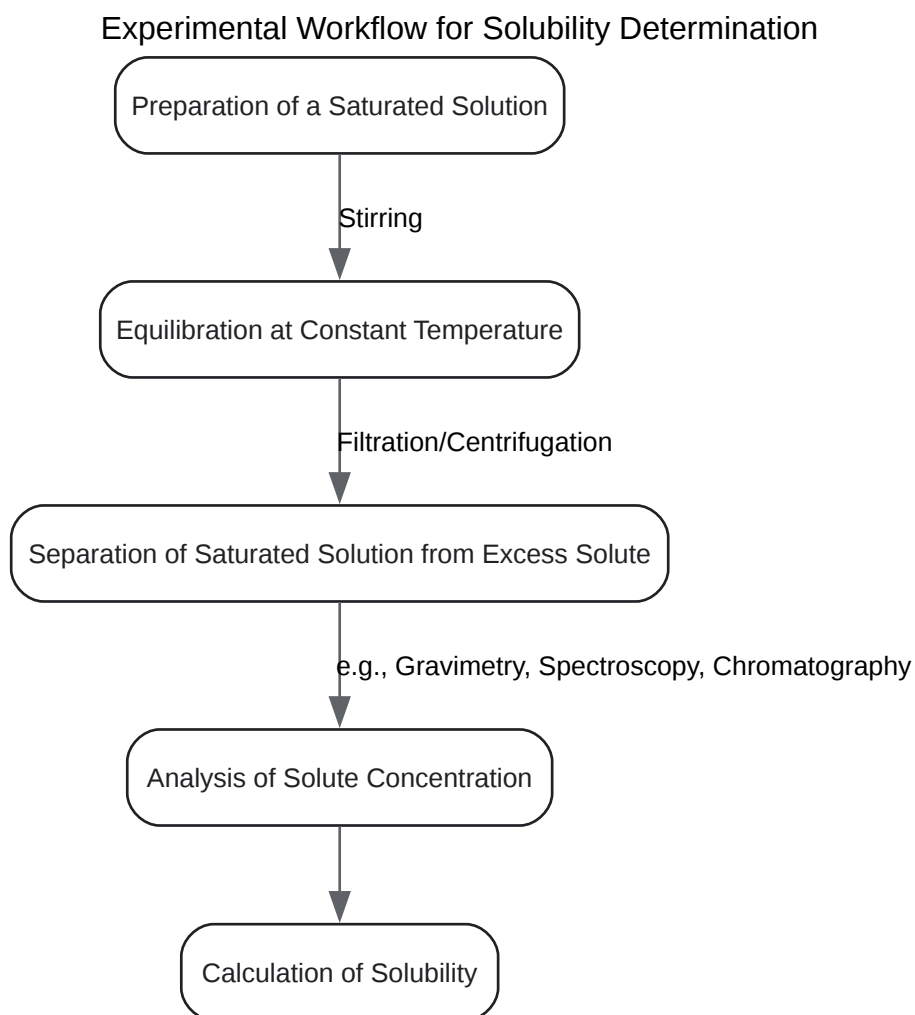 Experimental Workflow for Solubility Determination
Preparation of a Saturated Solution
Stirring
Equilibration at Constant Temperature
Filtration/Centrifugation
Separation of Saturated Solution from Excess Solute
e.g., Gravimetry, Spectroscopy, Chromatography
Analysis of Solute Concentration
Calculation of Solubility